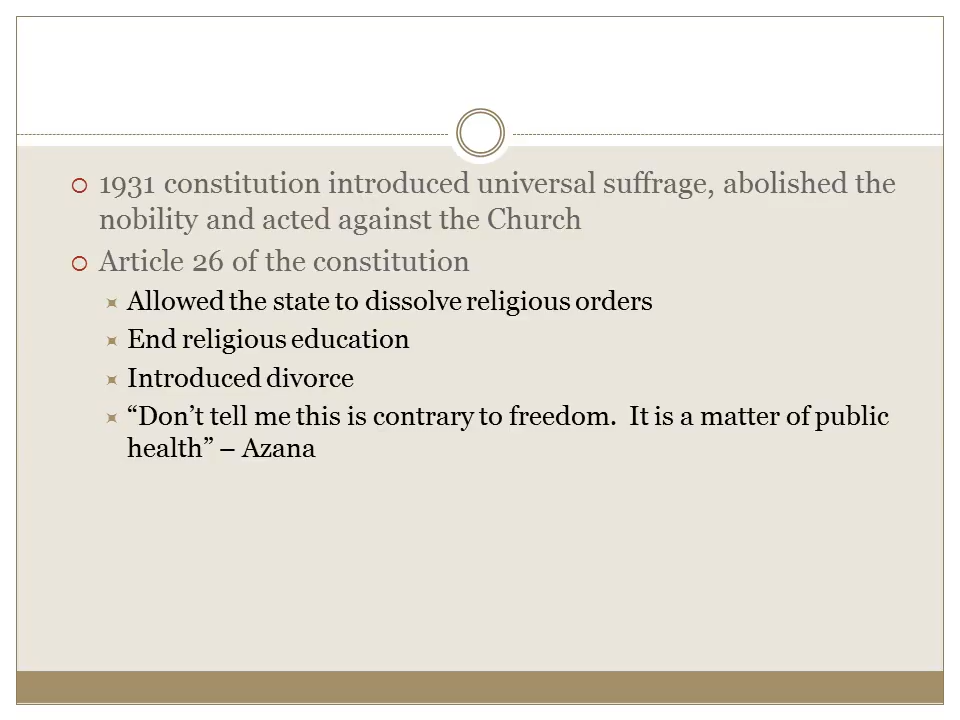 1931 constitution introduced universal suffrage, abolished the
nobility and acted against the Church
Article 26 of the constitution
Allowed the state to dissolve religious orders
End religious education
Introduced divorce
“Don’t tell me this is contrary to freedom.  It is a matter of public
health” – Azana